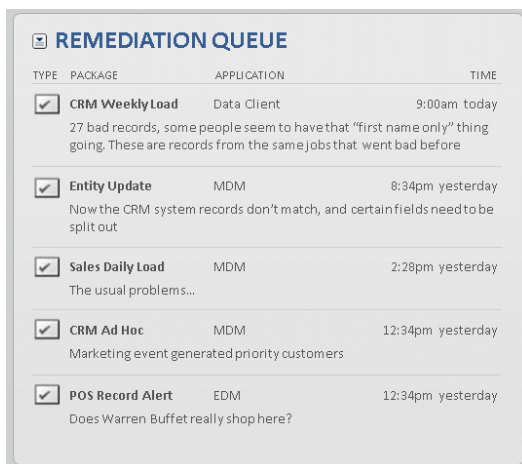 REMEDIATION QUEUE
TYPE PACKAGE APPLICATION TIME
CRM Weekly Load Data Client 9:00am today
27 bad records, some people seem to have that “first name only” thing
going. These are records from the same jobs that went bad before
Entity Update MDM 8:34pm yesterday
Now the CRM system records don’t match, and certain fields need to be
split out
Sales Daily Load MDM 2:28pm yesterday
The usual problems...
CRM Ad Hoc MDM 12:34pm yesterday
Marketing event generated priority customers
POS Record Alert EDM 12:34pm yesterday
Does Warren Buffet really shop here?